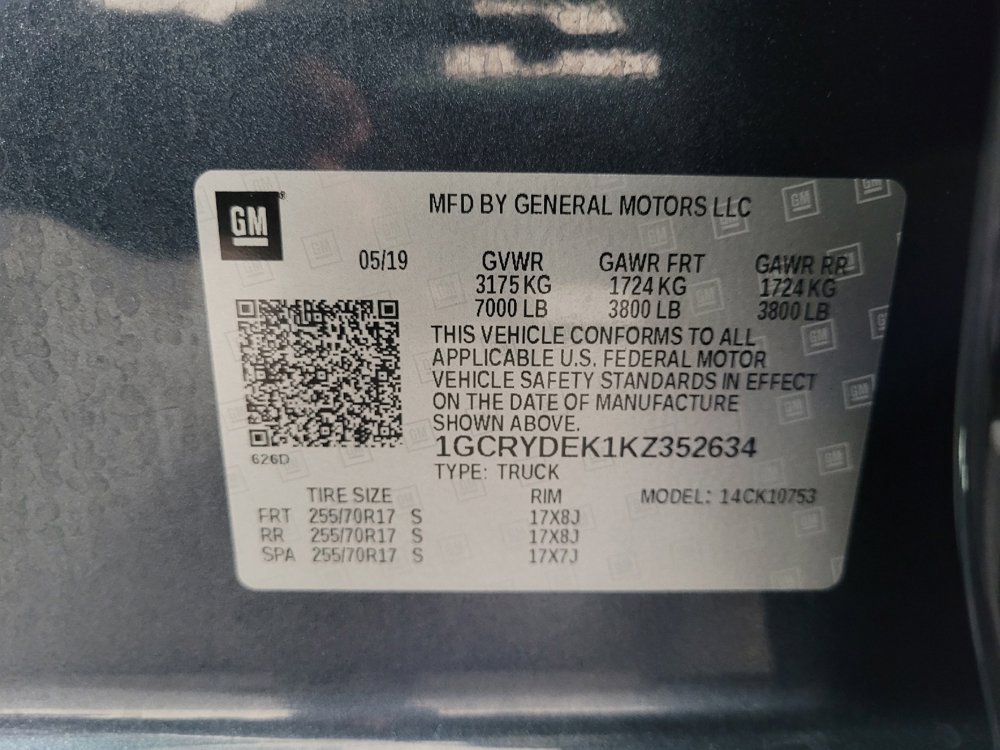 GM
MFD BY GENERAL MOTORS LLC
05/19 GVWR GAWR FRT GAWR RR
3175 KG 1724 KG 1724 KG
7000 LB 3800 LB 3800 LB
THIS VEHICLE CONFORMS TO ALL
APPLICABLE U.S. FEDERAL MOTOR
VEHICLE SAFETY STANDARDS IN EFFECT
ON THE DATE OF MANUFACTURE
SHOWN ABOVE.
626D
1GCRYDEK1KZ352634
TYPE: TRUCK
TIRE SIZE RIM MODEL: 14CK10753
FRT 255/70R17 S 17X8J
RR 255/70R17 S 17X8J
SPA 255/70R17 S 17X7J